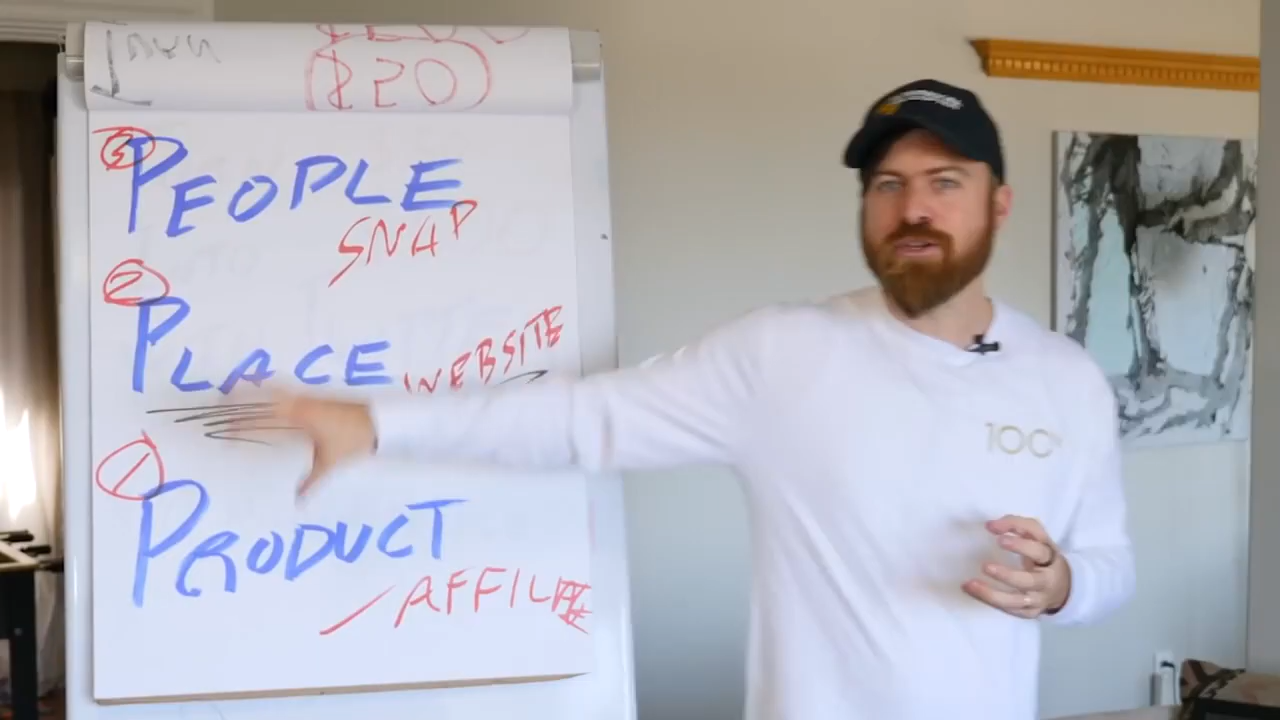 $20
3 PEOPLE
SNAP
2 PLACE WEBSITE
1 PRODUCT
AFFILIATE
100